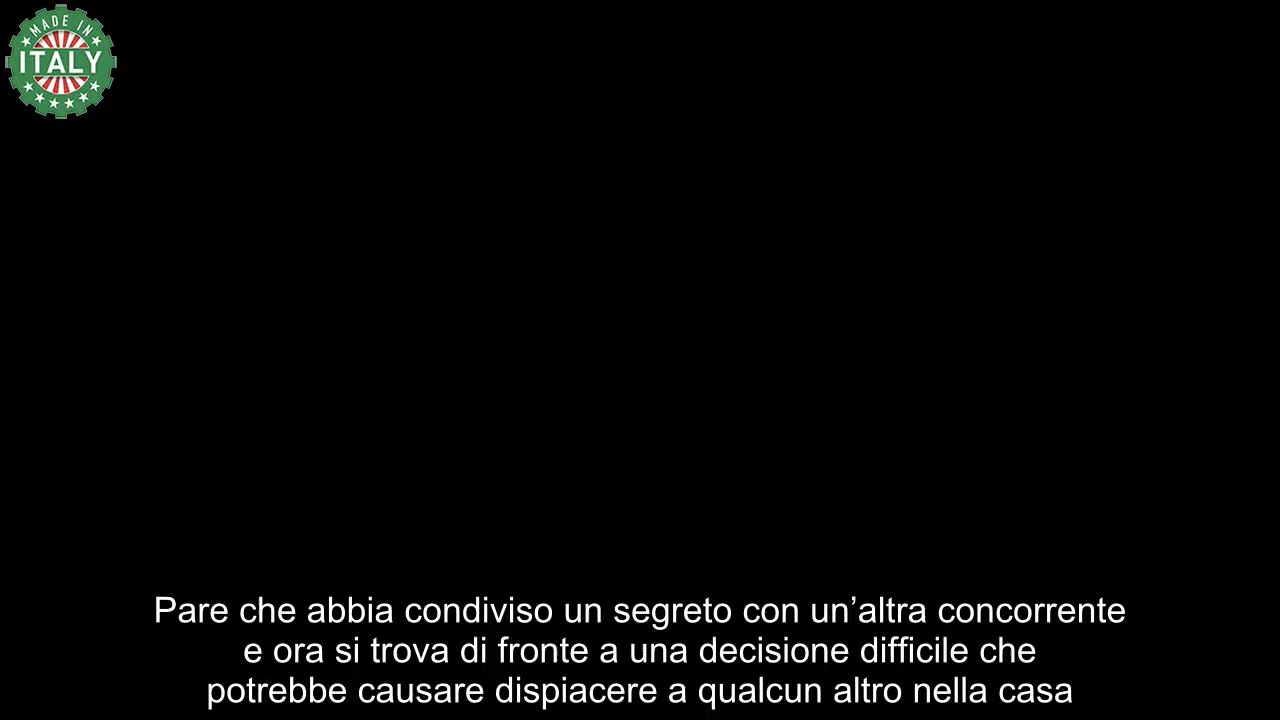 MADE IN
ITALY
Pare che abbia condiviso un segreto con un’altra concorrente
e ora si trova di fronte a una decisione difficile che
potrebbe causare dispiacere a qualcun altro nella casa